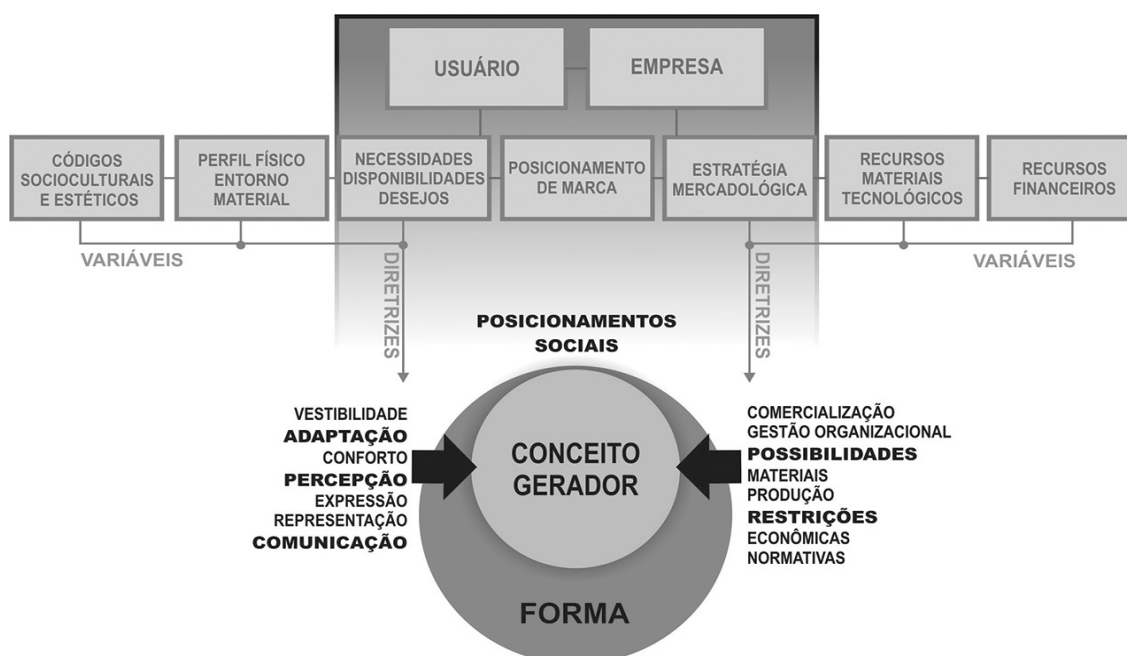 USUÁRIO
EMPRESA
CÓDIGOS
SOCIOCULTURAIS
E ESTÉTICOS
PERFIL FÍSICO
ENTORNO
MATERIAL
NECESSIDADES
DISPONIBILIDADES
DESEJOS
POSICIONAMENTO
DE MARCA
ESTRATÉGIA
MERCADOLÓGICA
RECURSOS
MATERIAIS
TECNOLÓGICOS
RECURSOS
FINANCEIROS
VARIÁVEIS
DIRETRIZES
DIRETRIZES
VARIÁVEIS
POSICIONAMENTOS
SOCIAIS
VESTIBILIDADE
ADAPTAÇÃO
CONFORTO
PERCEPÇÃO
EXPRESSÃO
REPRESENTAÇÃO
COMUNICAÇÃO
CONCEITO
GERADOR
COMERCIALIZAÇÃO
GESTÃO ORGANIZACIONAL
POSSIBILIDADES
MATERIAIS
PRODUÇÃO
RESTRIÇÕES
ECONÔMICAS
NORMATIVAS
FORMA